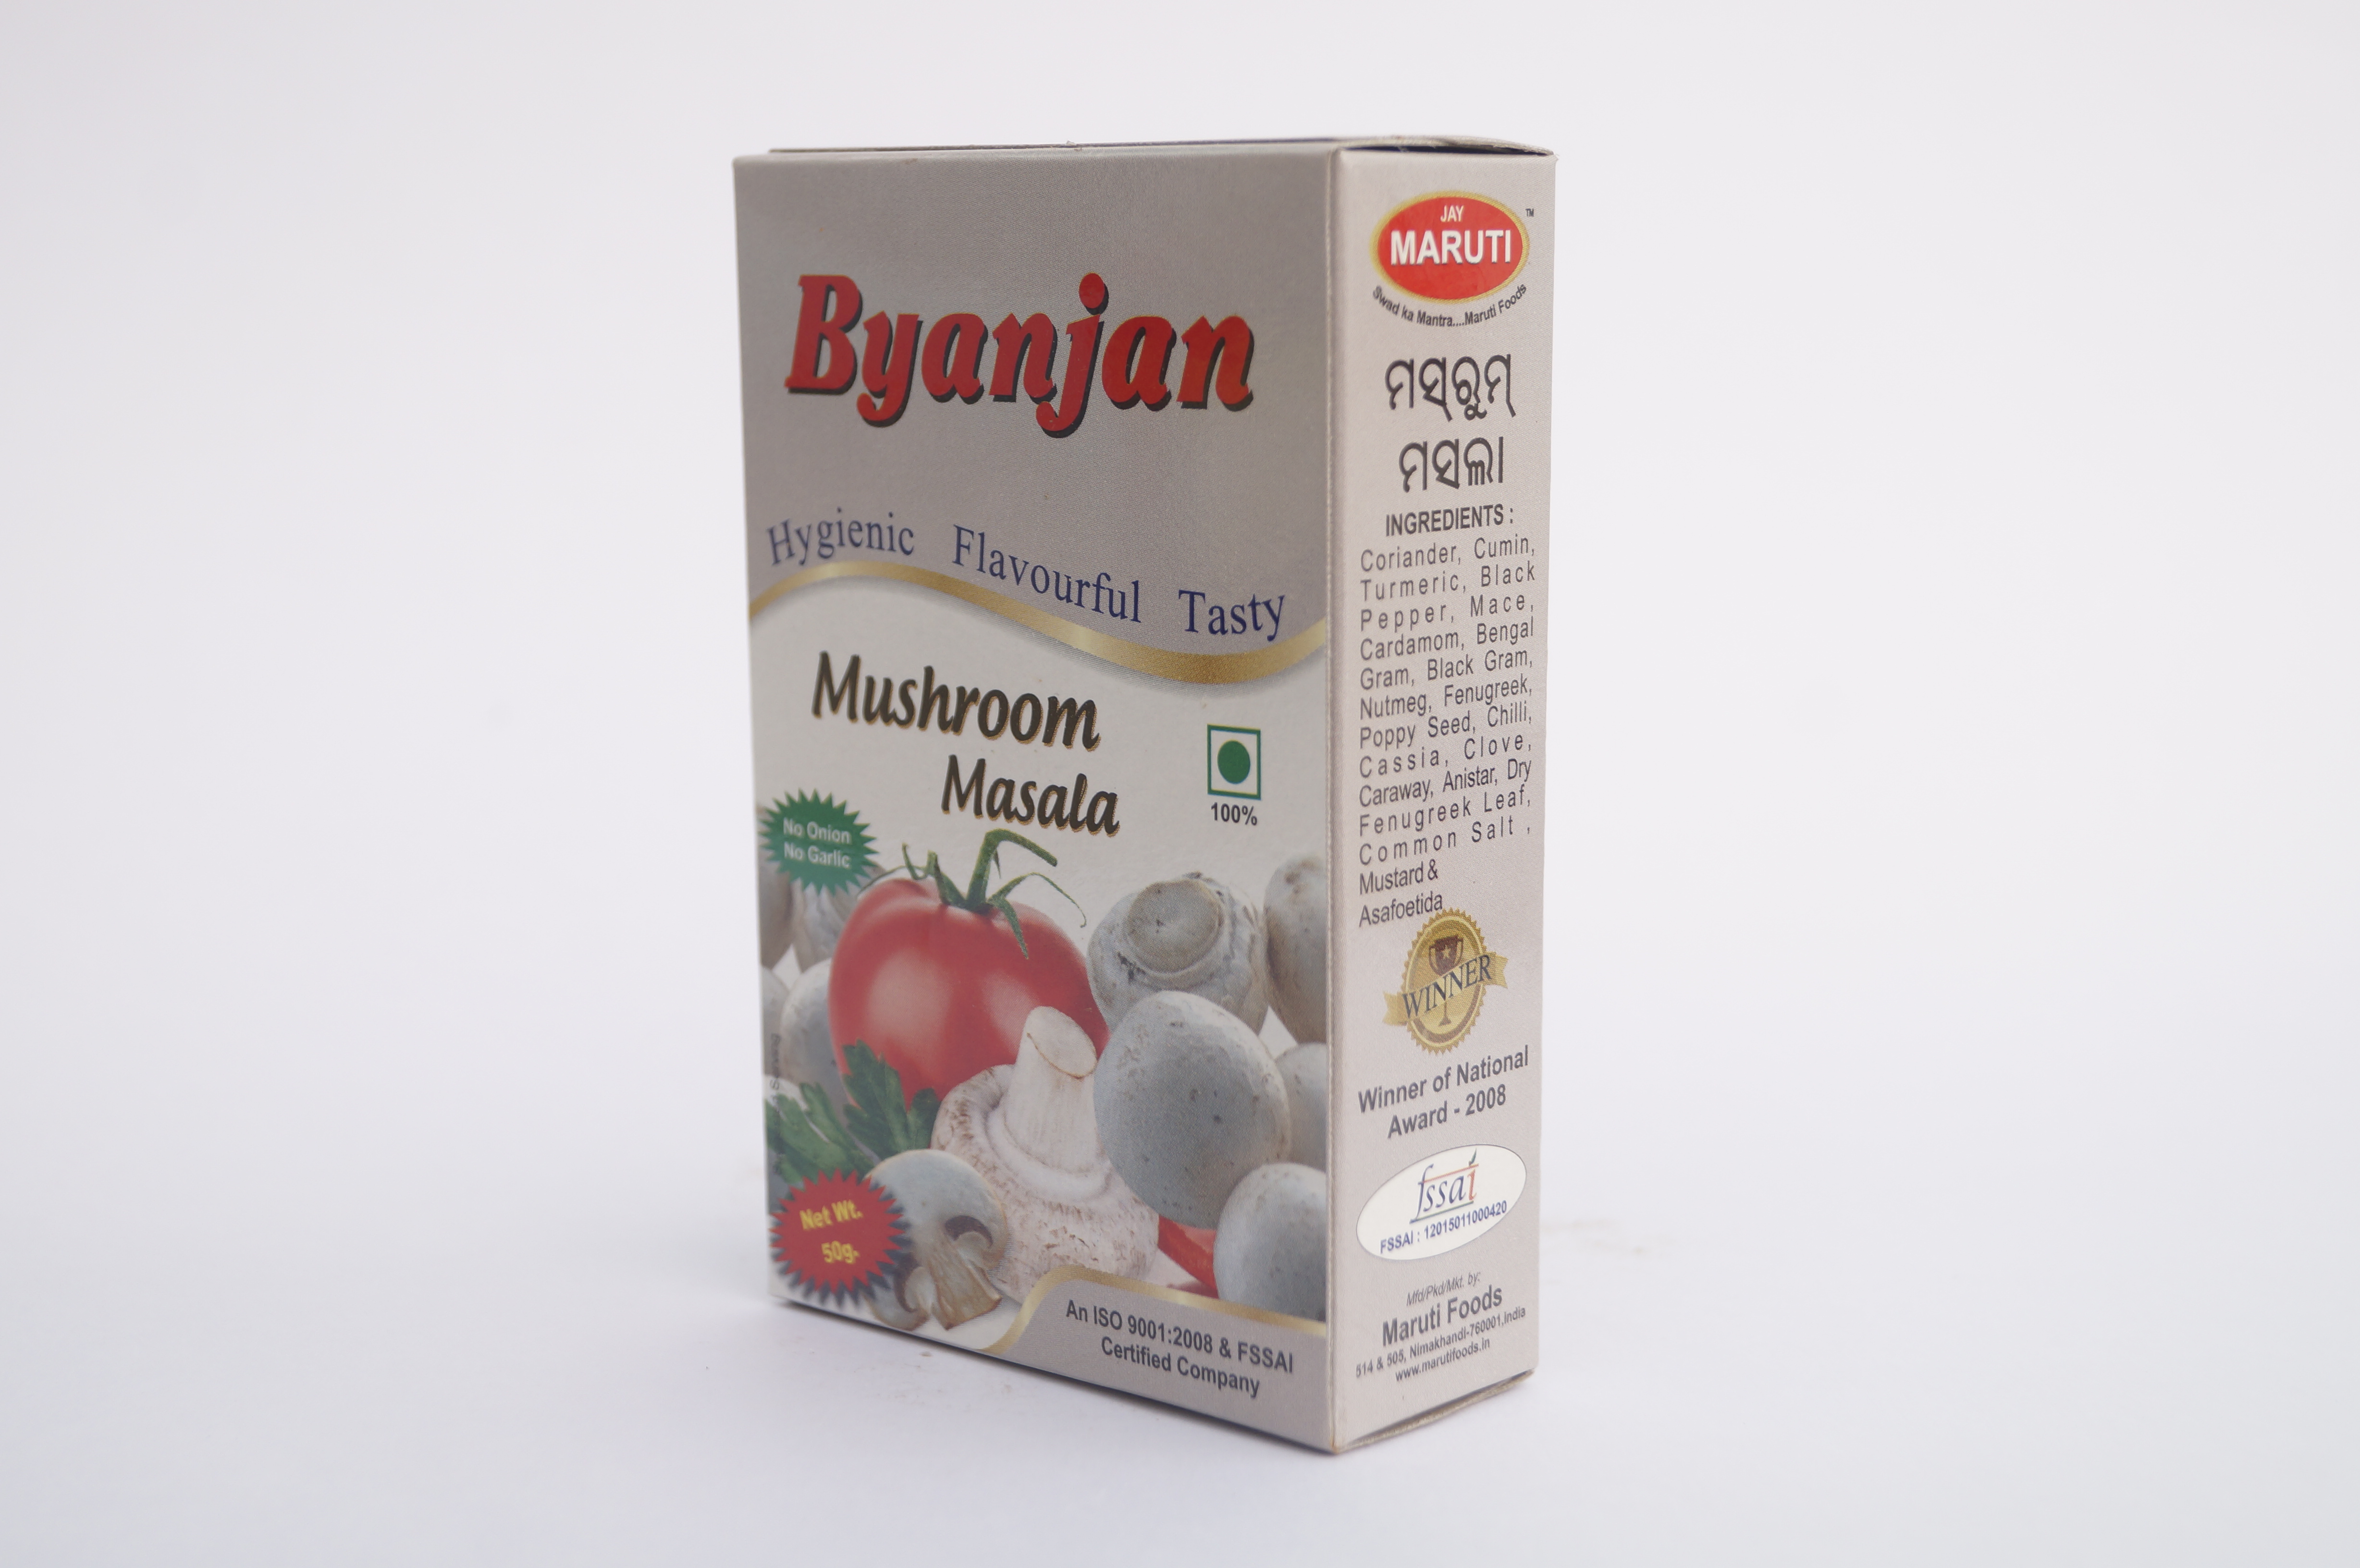 Byanjan
Hygienic Flavourful Tasty
Mushroom
Masala
100%
No Onion
No Garlic
Net Wt.
50g.
An ISO 9001:2008 & FSSAI
Certified Company
JAY
MARUTI
TM
Swad ka Mantra....Maruti Foods
ମସ୍ରୁମ୍
ମସଲା
INGREDIENTS :
Coriander, Cumin,
Turmeric, Black
Pepper, Mace,
Cardamom, Bengal
Gram, Black Gram,
Nutmeg, Fenugreek,
Poppy Seed, Chilli,
Cassia, Clove,
Caraway, Anistar, Dry
Fenugreek Leaf,
Common Salt ,
Mustard &
Asafoetida
WINNER
Winner of National
Award - 2008
fssai
FSSAI : 12015011000420
Mfd/Pkd/Mkt. by:
Maruti Foods
514 & 505, Nimakhandi-760001,India
www.marutifoods.in